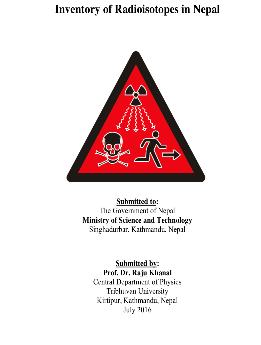 Inventory of Radioisotopes in Nepal
Submitted to:
The Government of Nepal
Ministry of Science and Technology
Singhadurbar, Kathmandu, Nepal
Submitted by:
Prof. Dr. Raju Khanal
Central Department of Physics
Tribhuvan University
Kirtipur, Kathmandu, Nepal
July 2016